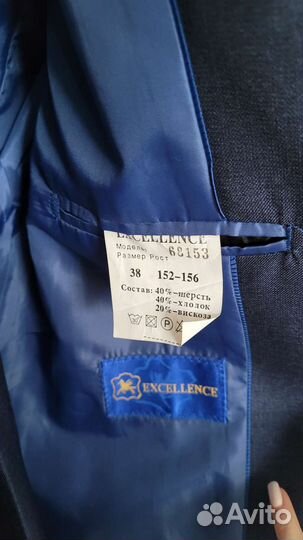 EXCELLENCE
Модель 68153
Размер Рост
38 152-156
Состав: 40%-шерсть
40%-хлопок
20%-вискоза
EXCELLENCE
Avito